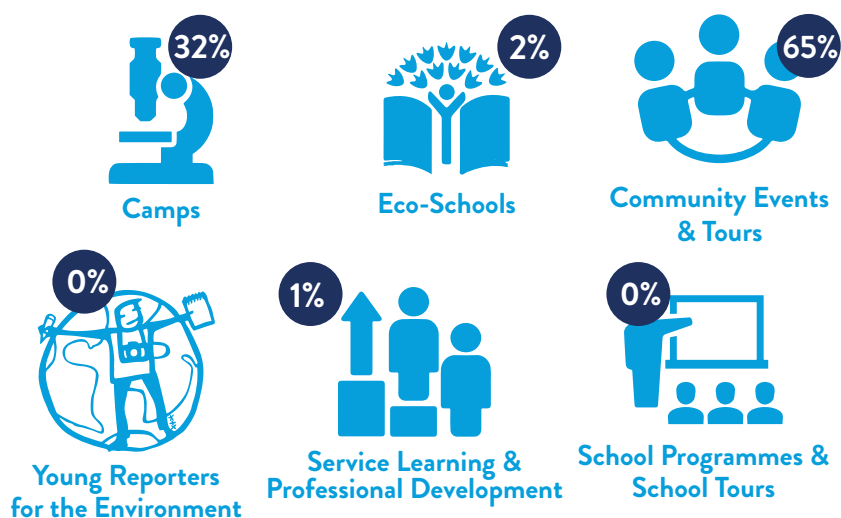 32%
Camps
2%
Eco-Schools
65%
Community Events
& Tours
0%
Young Reporters
for the Environment
1%
Service Learning &
Professional Development
0%
School Programmes &
School Tours